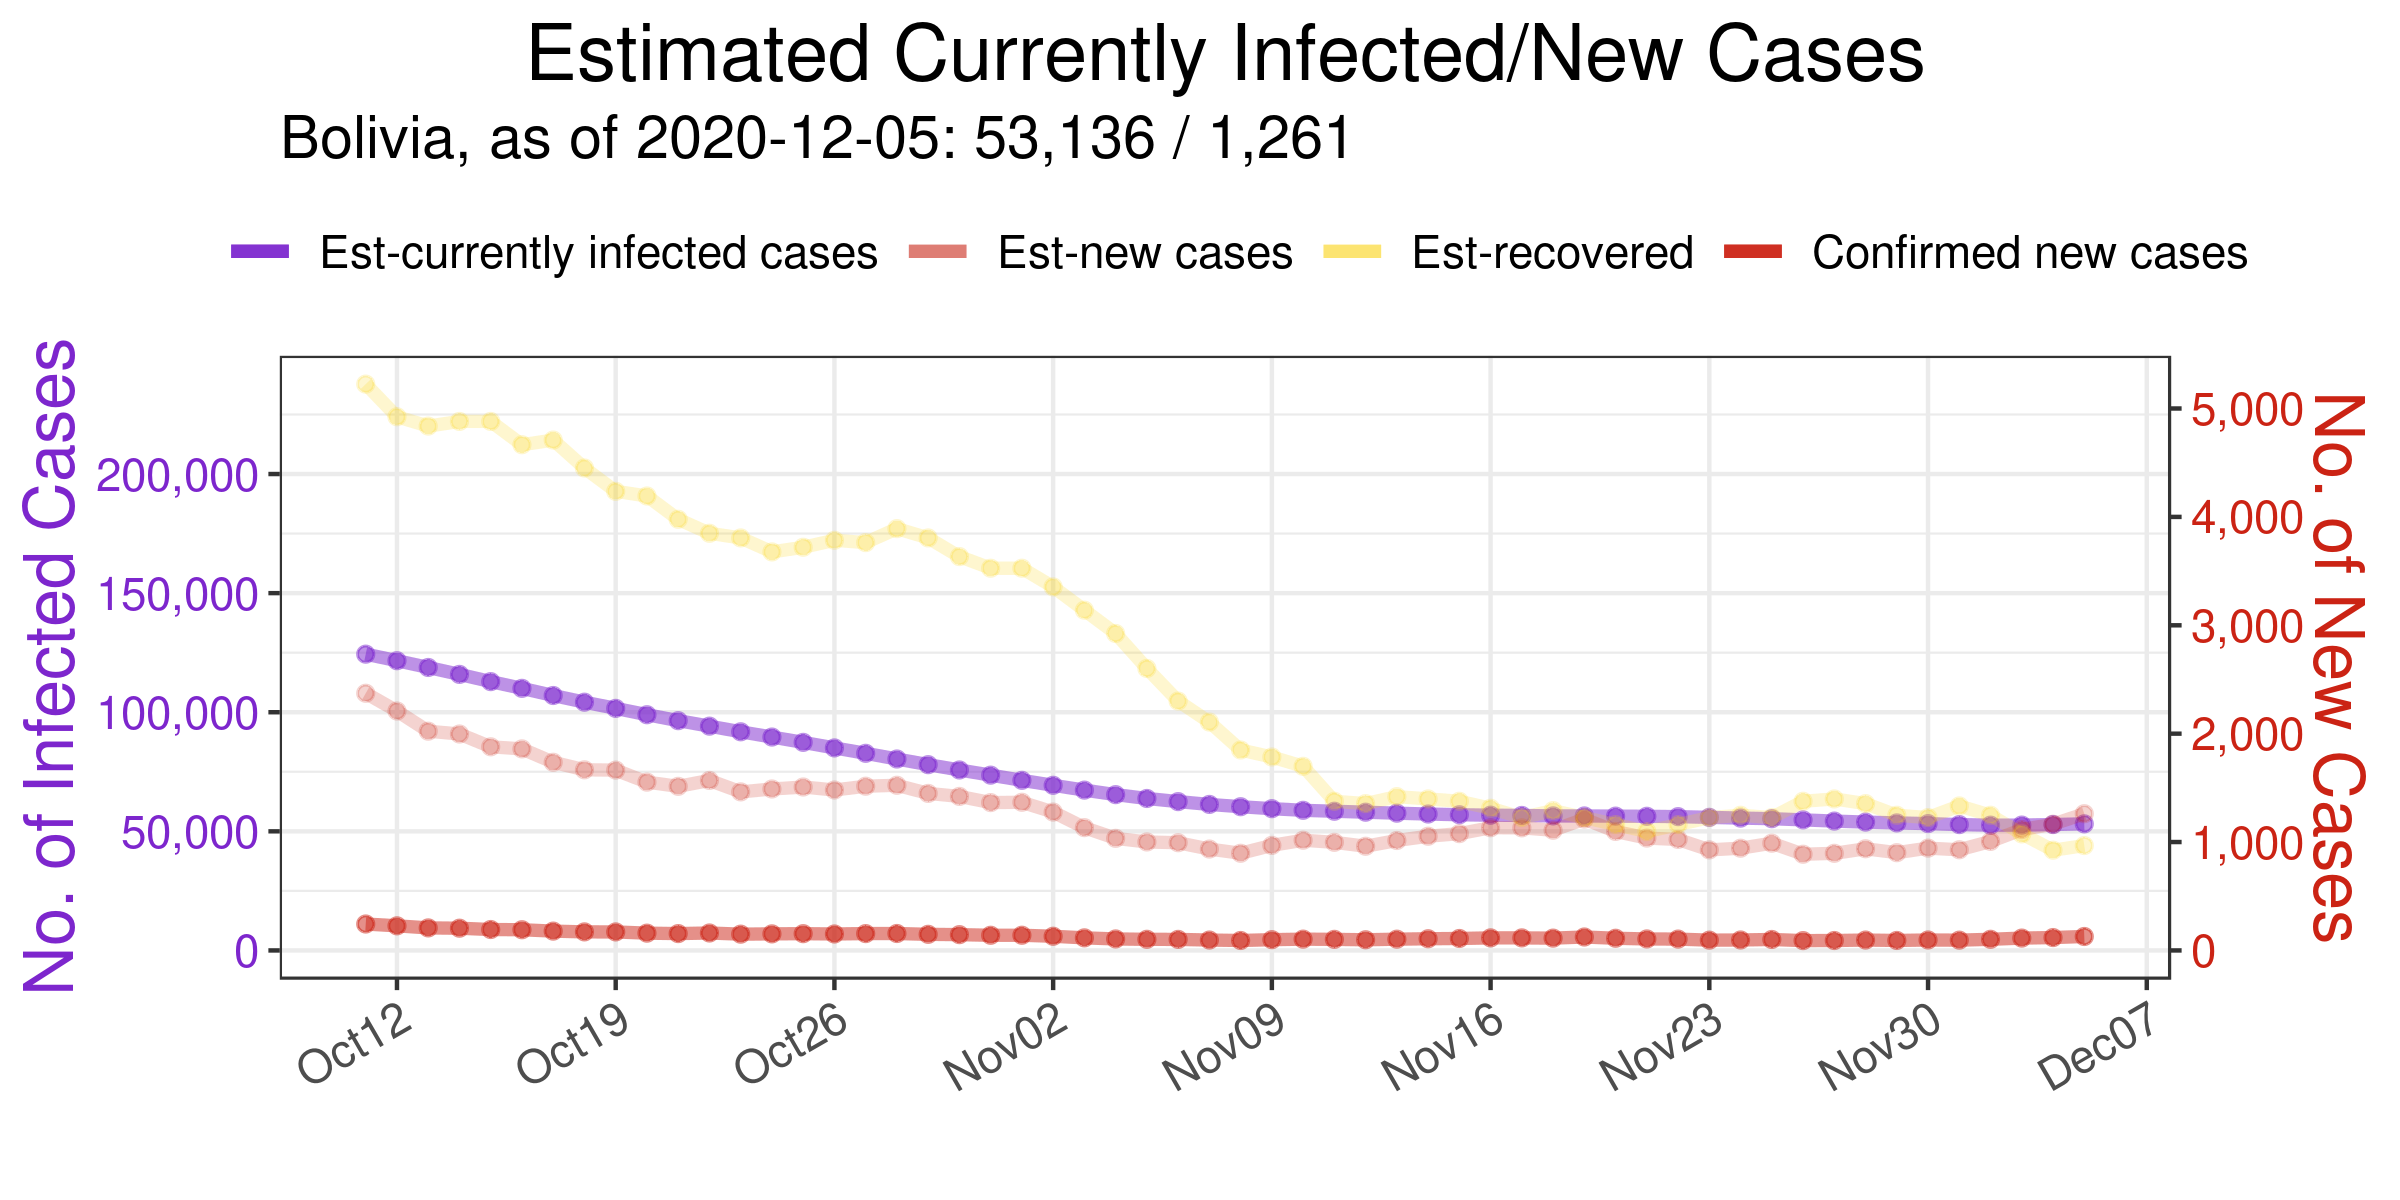 Estimated Currently Infected/New Cases
Bolivia, as of 2020-12-05: 53,136 / 1,261
Est-currently infected cases Est-new cases Est-recovered Confirmed new cases
No. of Infected Cases
200,000
150,000
100,000
50,000
0
5,000
4,000
3,000
2,000
1,000
0
No. of New Cases
Oct12 Oct19 Oct26 Nov02 Nov09 Nov16 Nov23 Nov30 Dec07